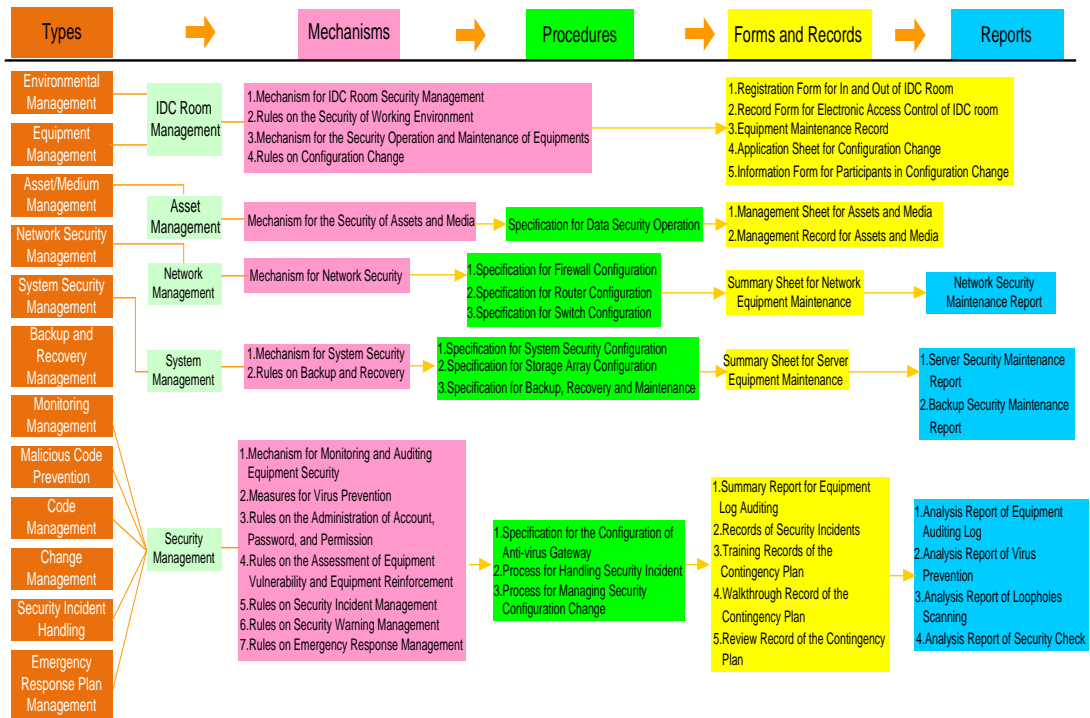 Types
Mechanisms
Procedures
Forms and Records
Reports
Environmental
Management
Equipment
Management
Asset/Medium
Management
Network Security
Management
System Security
Management
Backup and
Recovery
Management
Monitoring
Management
Malicious Code
Prevention
Code
Management
Change
Management
Security Incident
Handling
Emergency
Response Plan
Management
IDC Room
Management
1.Mechanism for IDC Room Security Management
2.Rules on the Security of Working Environment
3.Mechanism for the Security Operation and Maintenance of Equipments
4.Rules on Configuration Change
1.Registration Form for In and Out of IDC Room
2.Record Form for Electronic Access Control of IDC room
3.Equipment Maintenance Record
4.Application Sheet for Configuration Change
5.Information Form for Participants in Configuration Change
Asset
Management
Mechanism for the Security of Assets and Media
Specification for Data Security Operation
1.Management Sheet for Assets and Media
2.Management Record for Assets and Media
Network
Management
Mechanism for Network Security
1.Specification for Firewall Configuration
2.Specification for Router Configuration
3.Specification for Switch Configuration
Summary Sheet for Network
Equipment Maintenance
Network Security
Maintenance Report
System
Management
1.Mechanism for System Security
2.Rules on Backup and Recovery
1.Specification for System Security Configuration
2.Specification for Storage Array Configuration
3.Specification for Backup, Recovery and Maintenance
Summary Sheet for Server
Equipment Maintenance
1.Server Security Maintenance
Report
2.Backup Security Maintenance
Report
Security
Management
1.Mechanism for Monitoring and Auditing
Equipment Security
2.Measures for Virus Prevention
3.Rules on the Administration of Account,
Password, and Permission
4.Rules on the Assessment of Equipment
Vulnerability and Equipment Reinforcement
5.Rules on Security Incident Management
6.Rules on Security Warning Management
7.Rules on Emergency Response Management
1.Specification for the Configuration of
Anti-virus Gateway
2.Process for Handling Security Incident
3.Process for Managing Security
Configuration Change
1.Summary Report for Equipment
Log Auditing
2.Records of Security Incidents
3.Training Records of the
Contingency Plan
4.Walkthrough Record of the
Contingency Plan
5.Review Record of the Contingency
Plan
1.Analysis Report of Equipment
Auditing Log
2.Analysis Report of Virus
Prevention
3.Analysis Report of Loopholes
Scanning
4.Analysis Report of Security Check